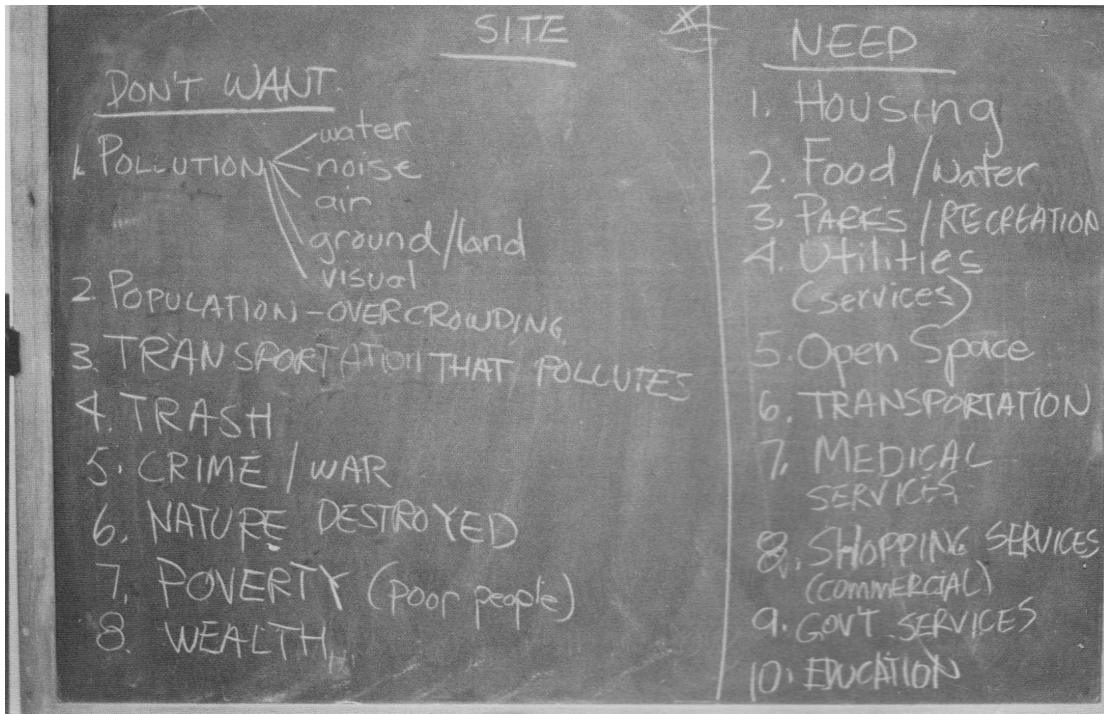 SITE
DON'T WANT
1. POLLUTION
water
noise
air
ground/land
visual
2. POPULATION - OVERCROWDING
3. TRANSPORTATION THAT POLLUTES
4. TRASH
5. CRIME / WAR
6. NATURE DESTROYED
7. POVERTY (poor people)
8. WEALTH
NEED
1. Housing
2. Food / Water
3. PARKS / RECREATION
4. Utilities
(services)
5. Open Space
6. TRANSPORTATION
7. MEDICAL
SERVICES
8. SHOPPING SERVICES
(COMMERCIAL)
9. GOV'T SERVICES
10. EDUCATION